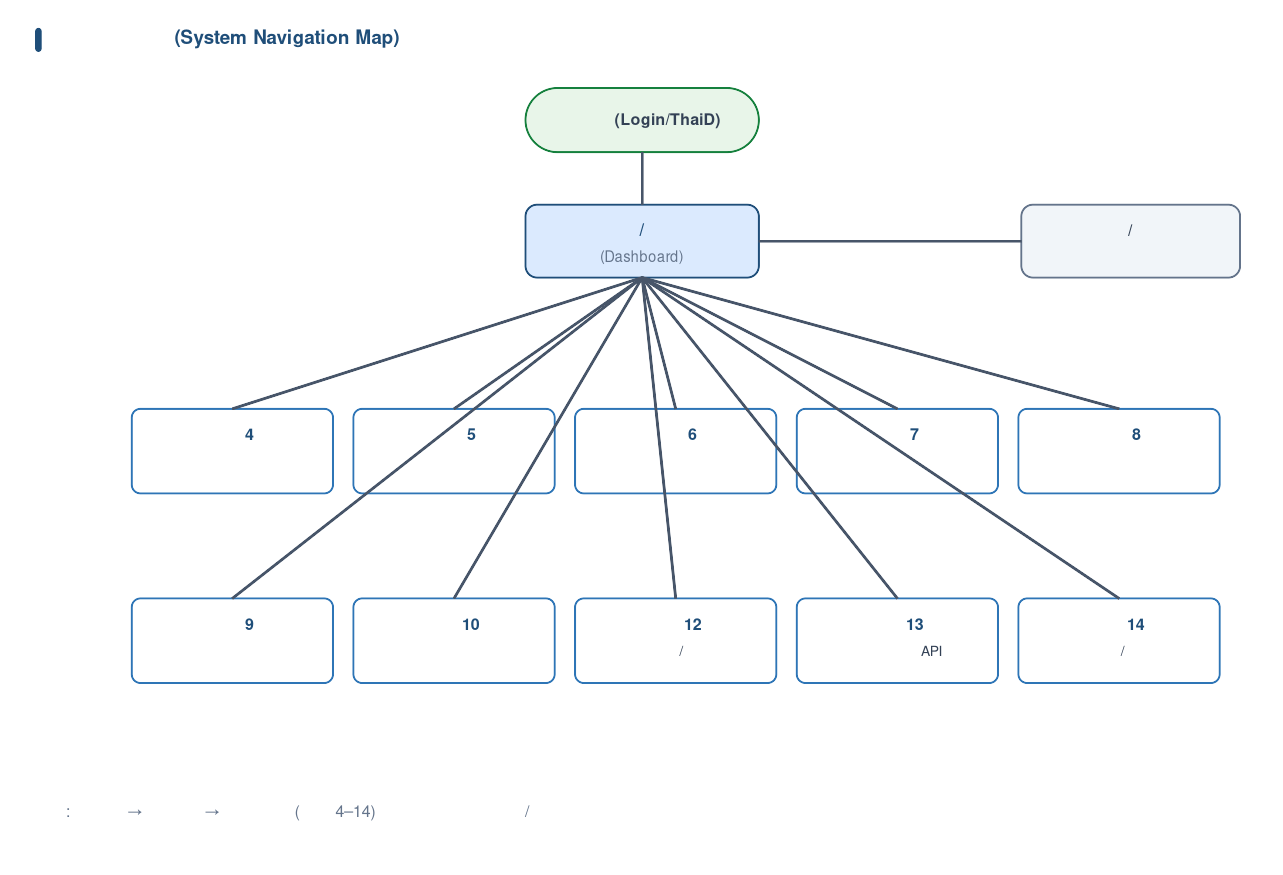 (System Navigation Map)
(Login/ThaiD)
/
(Dashboard)
/
4
5
6
7
8
9
10
12
/
13
API
14
/
: → → ( 4–14) /